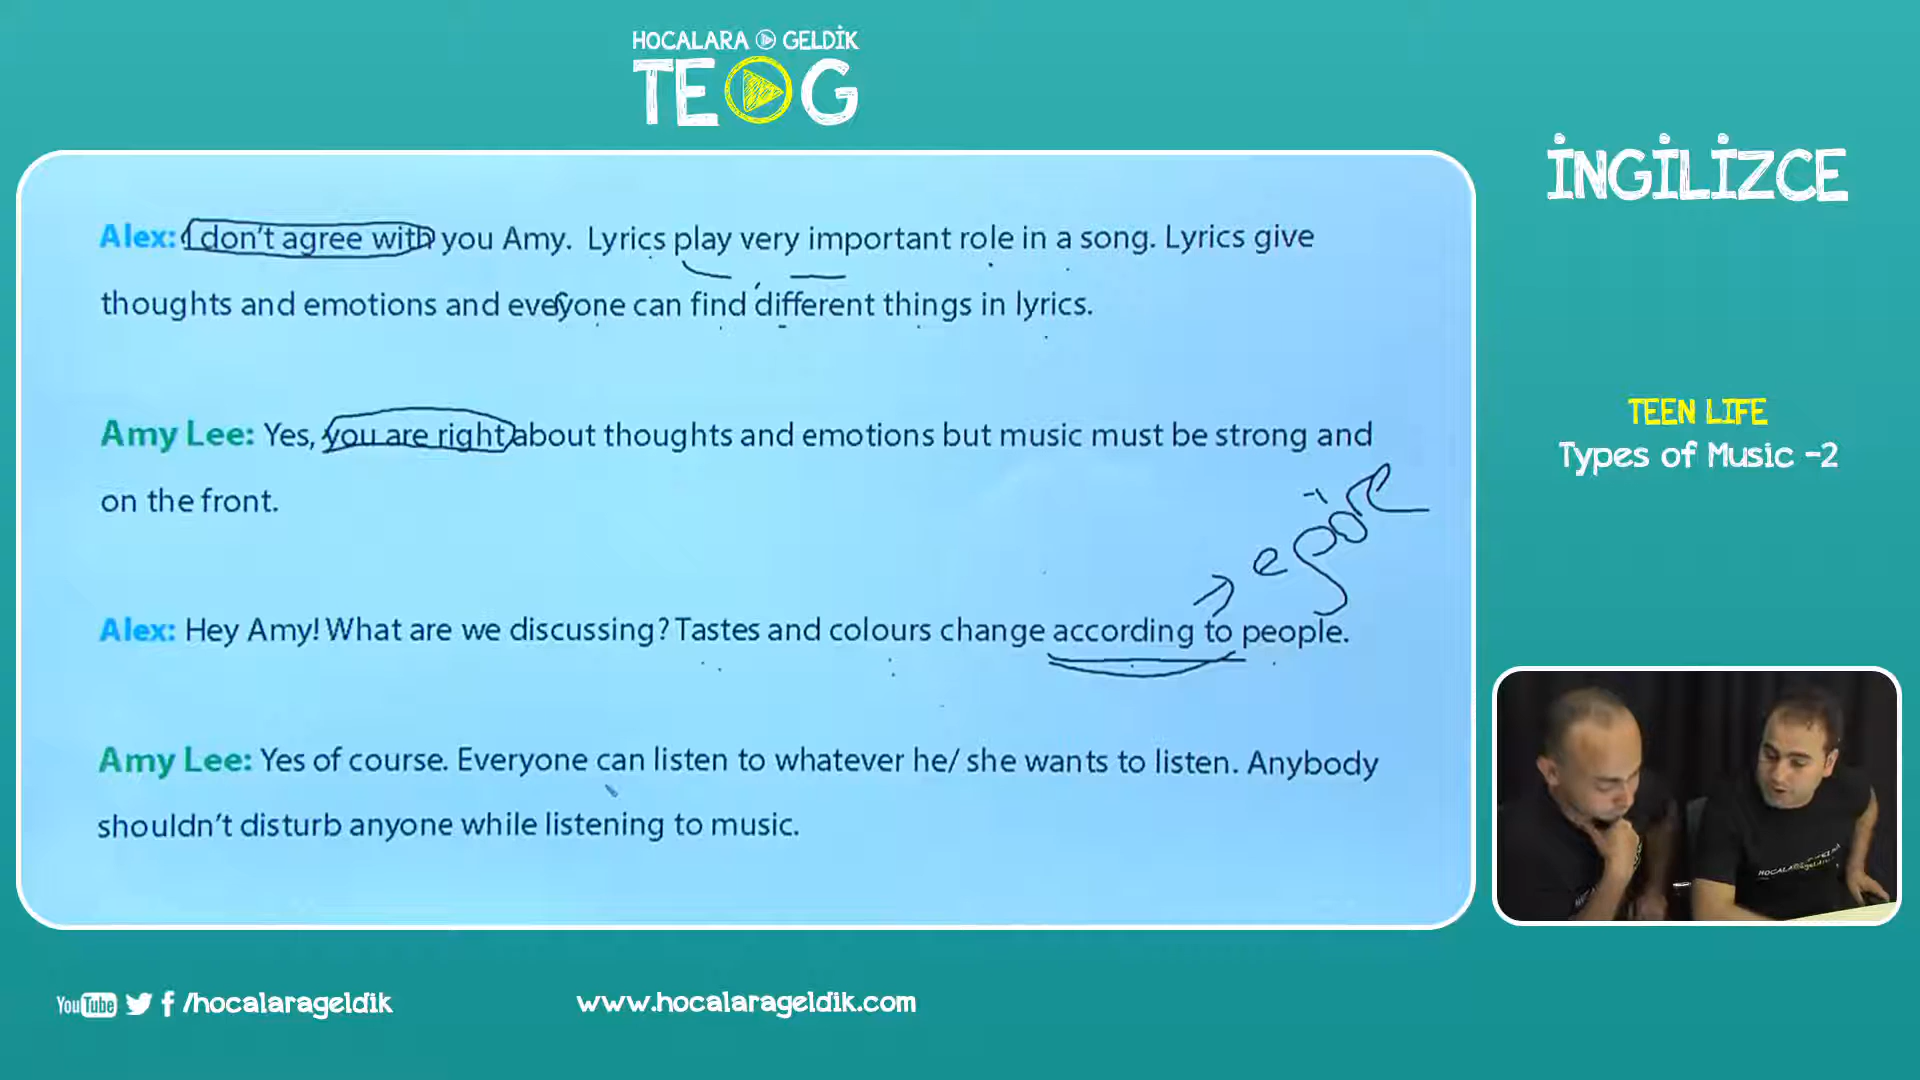 HOCALARA GELDİK
TEOG
İNGİLİZCE
Alex: I don't agree with you Amy. Lyrics play very important role in a song. Lyrics give
thoughts and emotions and everyone can find different things in lyrics.
TEEN LIFE
Types of Music -2
Amy Lee: Yes, you are right about thoughts and emotions but music must be strong and
on the front.
Alex: Hey Amy! What are we discussing? Tastes and colours change according to people.
Amy Lee: Yes of course. Everyone can listen to whatever he/ she wants to listen. Anybody
shouldn't disturb anyone while listening to music.
YouTube /hocalarageldik
www.hocalarageldik.com